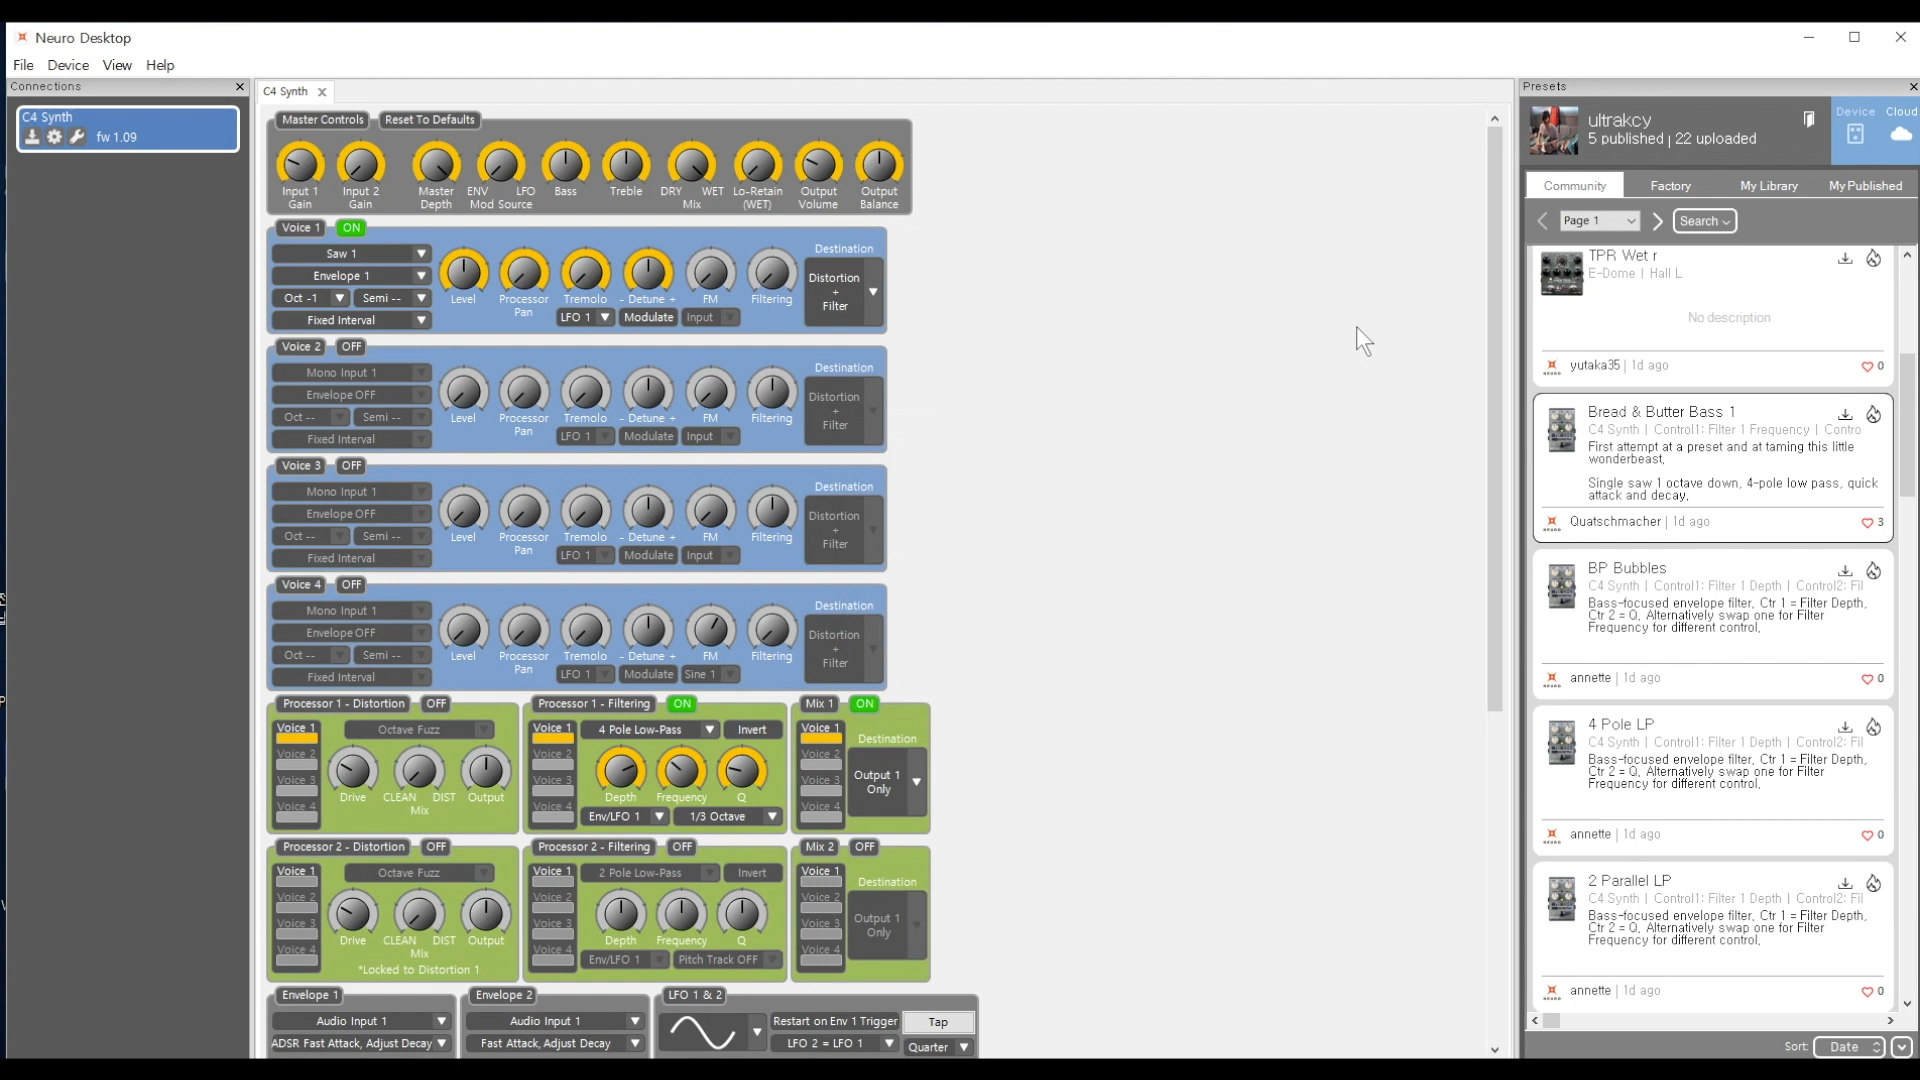 Neuro Desktop
File Device View Help
Connections
C4 Synth
fw 1.09
C4 Synth
Master Controls Reset To Defaults
Input 1 Gain
Input 2 Gain
Master Depth
ENV LFO
Mod Source
Bass
Treble
DRY WET
Mix
Lo-Retain (WET)
Output Volume
Output Balance
Voice 1 ON
Saw 1
Envelope 1
Oct -1 Semi --
Fixed Interval
Level
Processor Pan
Tremolo
- Detune +
FM
Filtering
LFO 1 Modulate Input
Destination
Distortion
+
Filter
Voice 2 OFF
Mono Input 1
Envelope OFF
Oct -- Semi --
Fixed Interval
Level
Processor Pan
Tremolo
- Detune +
FM
Filtering
LFO 1 Modulate Input
Destination
Distortion
+
Filter
Voice 3 OFF
Mono Input 1
Envelope OFF
Oct -- Semi --
Fixed Interval
Level
Processor Pan
Tremolo
- Detune +
FM
Filtering
LFO 1 Modulate Input
Destination
Distortion
+
Filter
Voice 4 OFF
Mono Input 1
Envelope OFF
Oct -- Semi --
Fixed Interval
Level
Processor Pan
Tremolo
- Detune +
FM
Filtering
LFO 1 Modulate Sine 1
Destination
Distortion
+
Filter
Processor 1 - Distortion OFF
Voice 1
Voice 2
Voice 3
Voice 4
Octave Fuzz
Drive
CLEAN DIST
Mix
Output
Processor 1 - Filtering ON
Voice 1
Voice 2
Voice 3
Voice 4
4 Pole Low-Pass Invert
Depth Frequency Q
Env/LFO 1 1/3 Octave
Mix 1 ON
Voice 1
Voice 2
Voice 3
Voice 4
Destination
Output 1
Only
Processor 2 - Distortion OFF
Voice 1
Voice 2
Voice 3
Voice 4
Octave Fuzz
Drive
CLEAN DIST
Mix
Output
*Locked to Distortion 1
Processor 2 - Filtering OFF
Voice 1
Voice 2
Voice 3
Voice 4
2 Pole Low-Pass Invert
Depth Frequency Q
Env/LFO 1 Pitch Track OFF
Mix 2 OFF
Voice 1
Voice 2
Voice 3
Voice 4
Destination
Output 1
Only
Envelope 1
Audio Input 1
ADSR Fast Attack, Adjust Decay
Envelope 2
Audio Input 1
Fast Attack, Adjust Decay
LFO 1 & 2
Restart on Env 1 Trigger
LFO 2 = LFO 1
Tap
Quarter
Presets
ultrakcy
5 published | 22 uploaded
Device Cloud
Community Factory My Library My Published
Page 1 Search
TPR Wet r
E-Dome | Hall L
No description
yutaka35 | 1d ago 0
Bread & Butter Bass 1
C4 Synth | Control1: Filter 1 Frequency | Contro
First attempt at a preset and at taming this little
wonderbeast.
Single saw 1 octave down, 4-pole low pass, quick
attack and decay.
Quatschmacher | 1d ago 3
BP Bubbles
C4 Synth | Control1: Filter 1 Depth | Control2: Fil
Bass-focused envelope filter, Ctr 1 = Filter Depth,
Ctr 2 = Q, Alternatively swap one for Filter
Frequency for different control.
annette | 1d ago 0
4 Pole LP
C4 Synth | Control1: Filter 1 Depth | Control2: Fil
Bass-focused envelope filter, Ctr 1 = Filter Depth,
Ctr 2 = Q, Alternatively swap one for Filter
Frequency for different control.
annette | 1d ago 0
2 Parallel LP
C4 Synth | Control1: Filter 1 Depth | Control2: Fil
Bass-focused envelope filter, Ctr 1 = Filter Depth,
Ctr 2 = Q, Alternatively swap one for Filter
Frequency for different control.
annette | 1d ago 0
Sort: Date